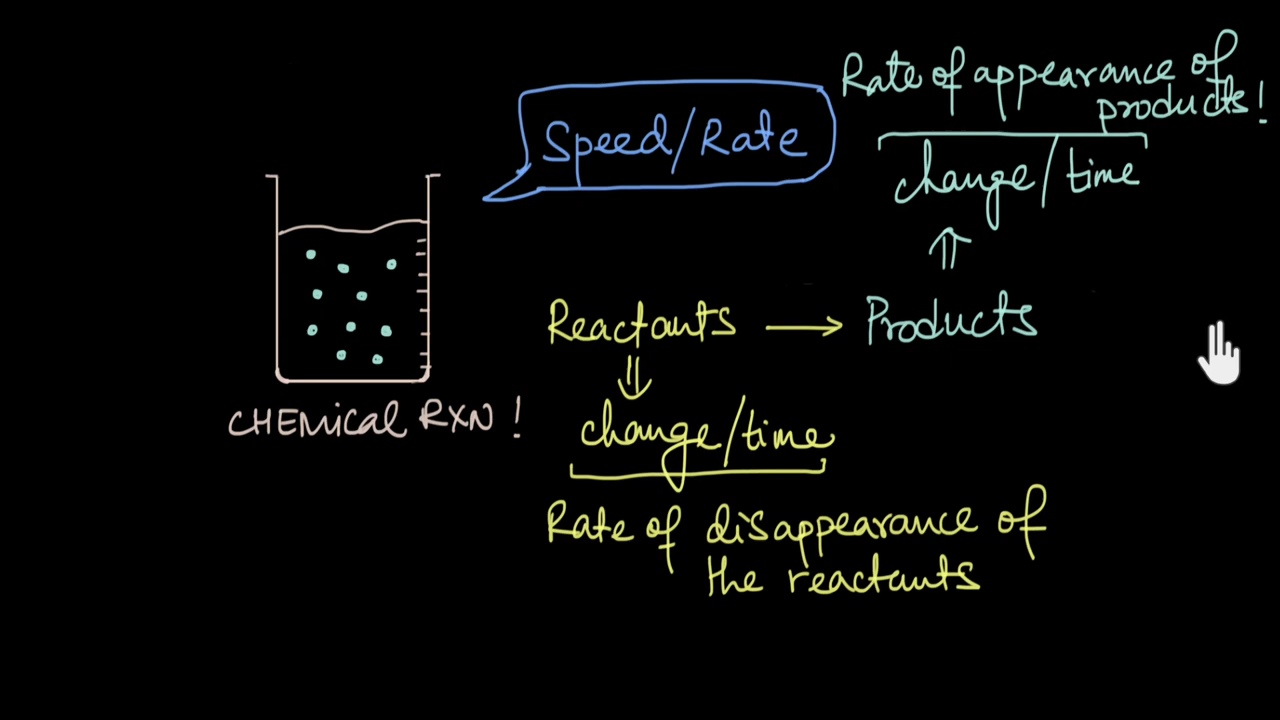 Rate of appearance of
products!
Speed/Rate
change/time
Reactants → Products
change/time
CHEMICAL RXN!
Rate of disappearance of
the reactants